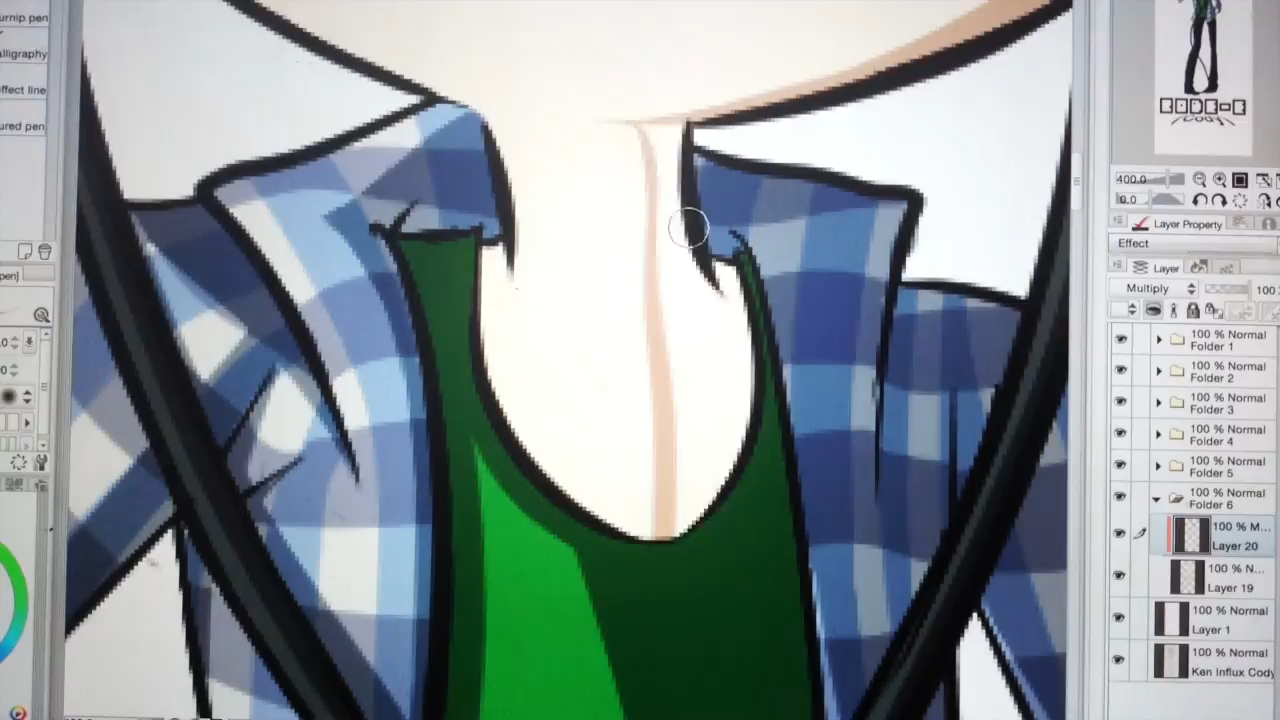 urnip pen
alligraphy
ffect line
ured pen
pen]
400.0
0.0
Layer Property
Effect
Layer
Multiply
100
100 % Normal
Folder 1
100 % Normal
Folder 2
100 % Normal
Folder 3
100 % Normal
Folder 4
100 % Normal
Folder 5
100 % Normal
Folder 6
100 % M...
Layer 20
100 % N...
Layer 19
100 % Normal
Layer 1
100 % Normal
Ken Influx Cody